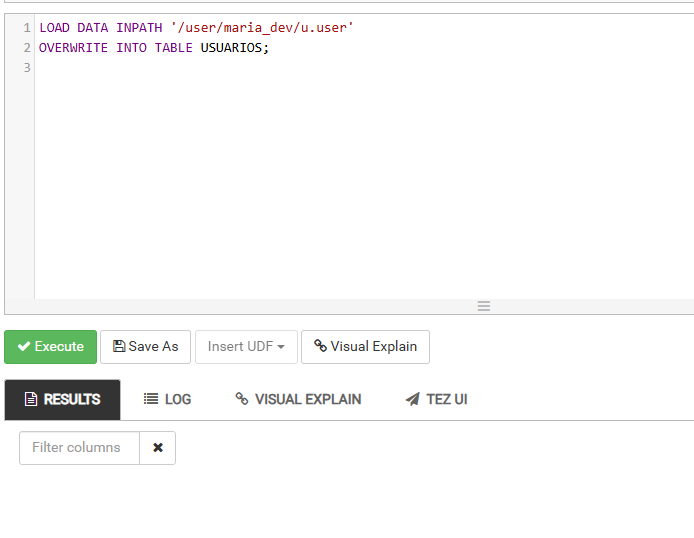 1 LOAD DATA INPATH '/user/maria_dev/u.user'
2 OVERWRITE INTO TABLE USUARIOS;
3
Execute Save As Insert UDF Visual Explain
RESULTS LOG VISUAL EXPLAIN TEZ UI
Filter columns